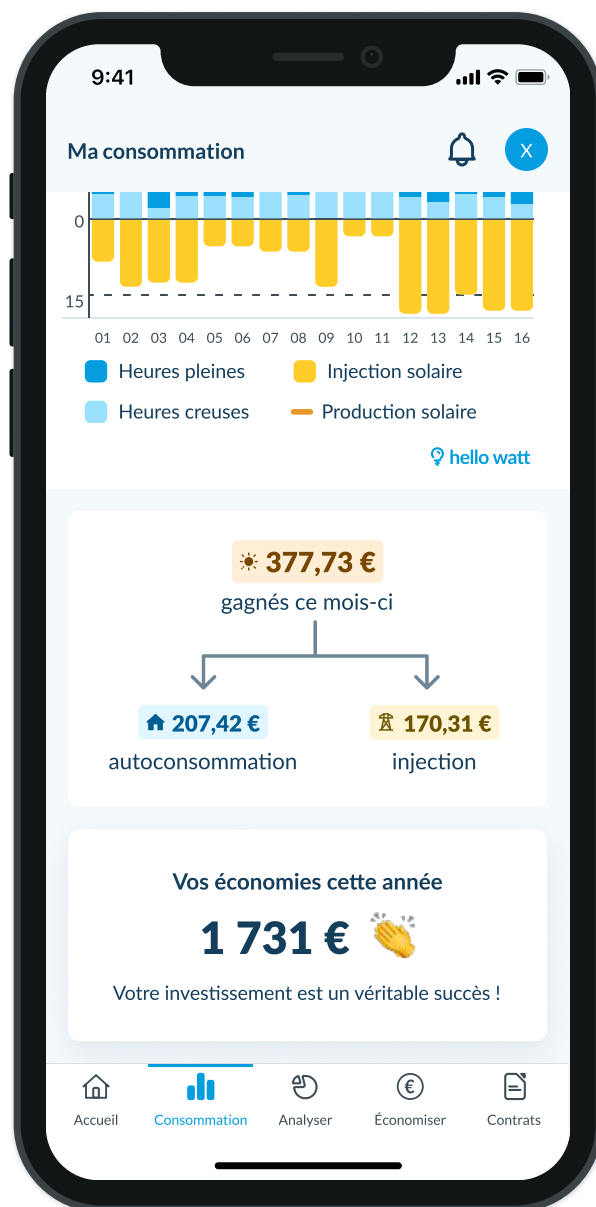 9:41
Ma consommation
X
0
15
01 02 03 04 05 06 07 08 09 10 11 12 13 14 15 16
Heures pleines
Injection solaire
Heures creuses
Production solaire
hello watt
377,73 €
gagnés ce mois-ci
207,42 €
170,31 €
autoconsommation
injection
Vos économies cette année
1 731 €
Votre investissement est un véritable succès !
Accueil
Consommation
Analyser
Économiser
Contrats